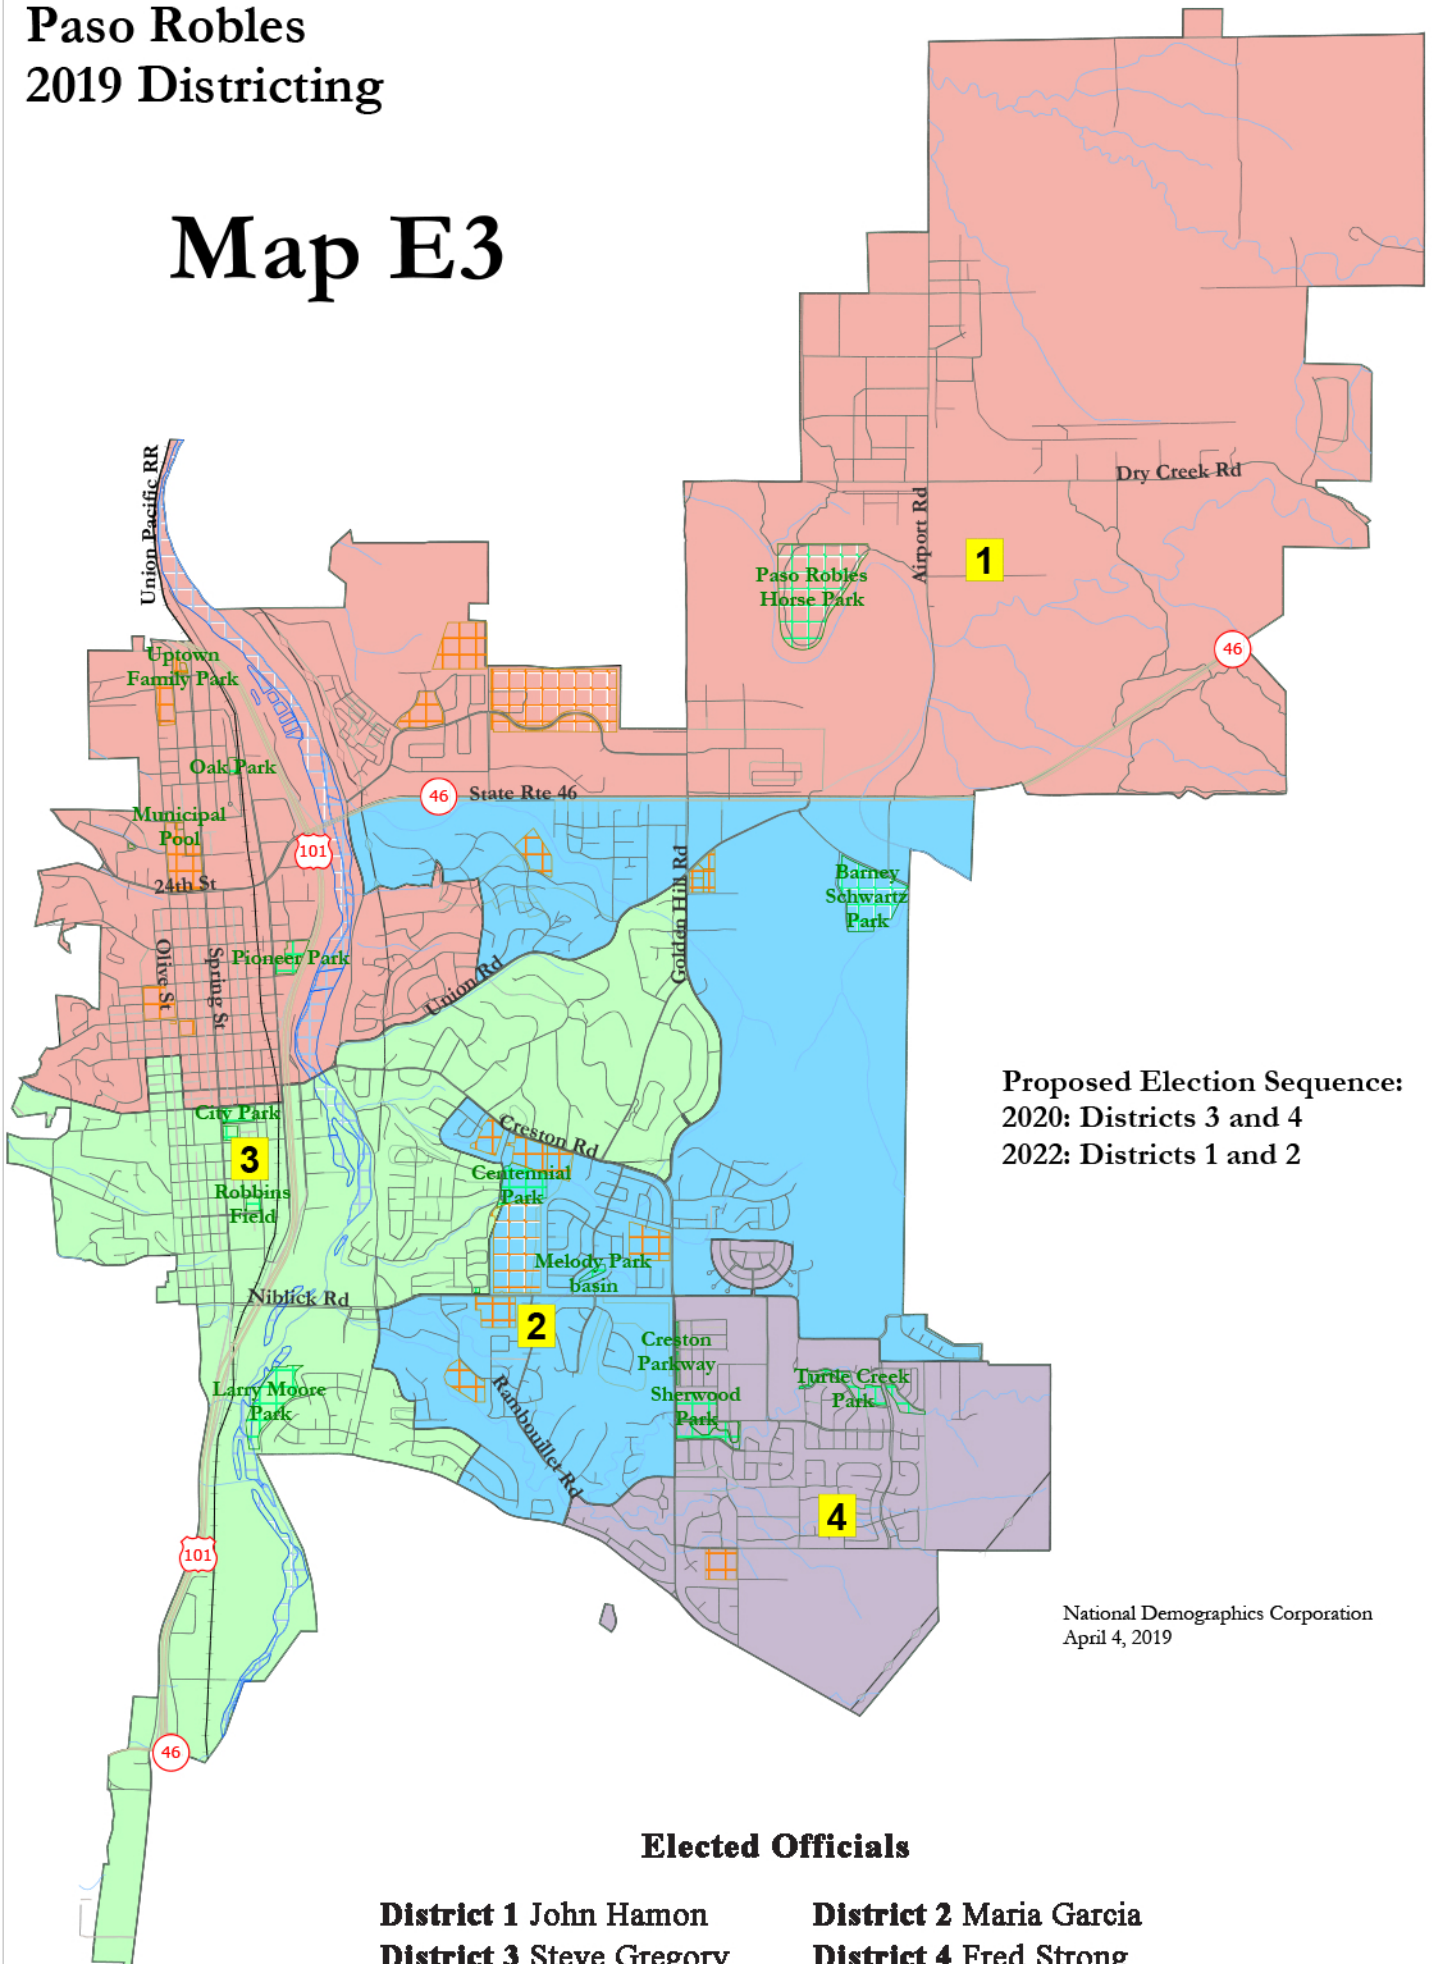 Paso Robles
2019 Districting
Map E3
Union Pacific RR
Dry Creek Rd
Airport Rd
1
Paso Robles
Horse Park
46
Uptown
Family Park
Oak Park
46
State Rte 46
Municipal
Pool
101
24th St
Golden Hill Rd
Barney
Schwartz
Park
Olive St
Spring St
Pioneer Park
Union Rd
Proposed Election Sequence:
2020: Districts 3 and 4
2022: Districts 1 and 2
City Park
3
Robbins
Field
Creston Rd
Centennial
Park
Melody Park
basin
Niblick Rd
2
Creston
Parkway
Sherwood
Park
Turtle Creek
Park
Larry Moore
Park
Rambouillet Rd
4
101
National Demographics Corporation
April 4, 2019
46
Elected Officials
District 1 John Hamon
District 2 Maria Garcia
District 3 Steve Gregory
District 4 Fred Strong